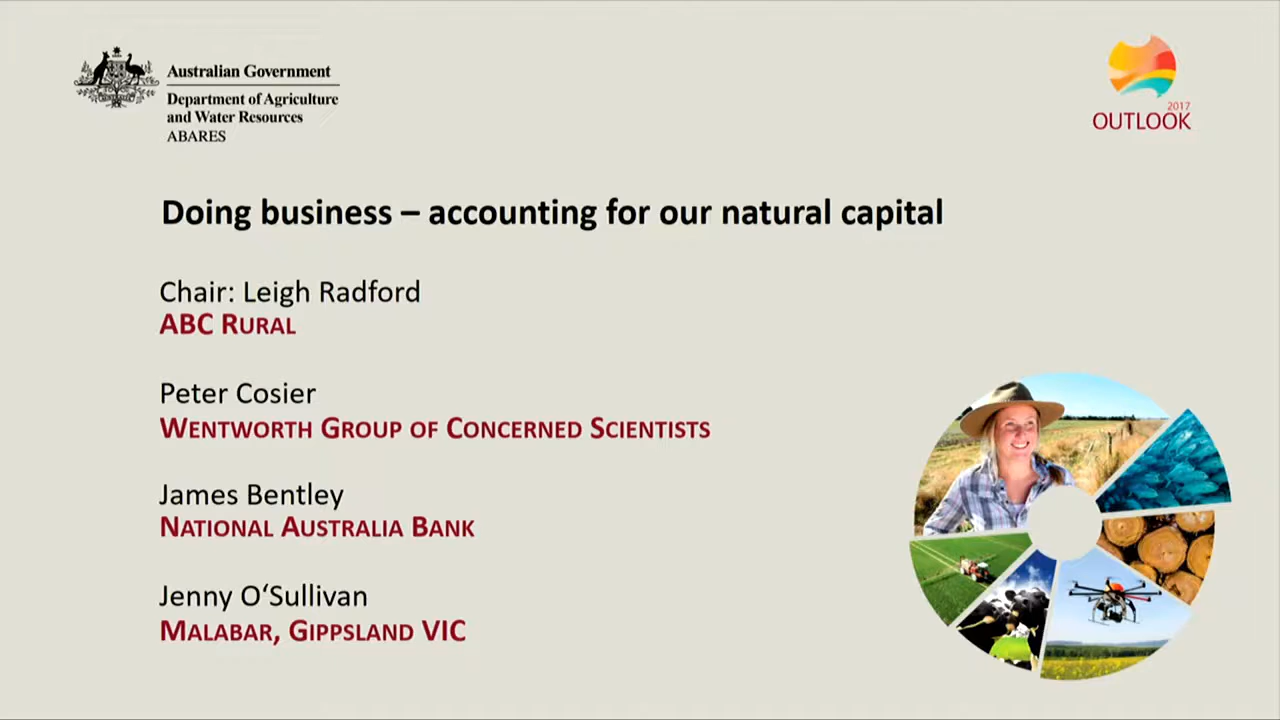 Australian Government
Department of Agriculture
and Water Resources
ABARES
2017
OUTLOOK
Doing business – accounting for our natural capital
Chair: Leigh Radford
ABC RURAL
Peter Cosier
WENTWORTH GROUP OF CONCERNED SCIENTISTS
James Bentley
NATIONAL AUSTRALIA BANK
Jenny O‘Sullivan
MALABAR, GIPPSLAND VIC